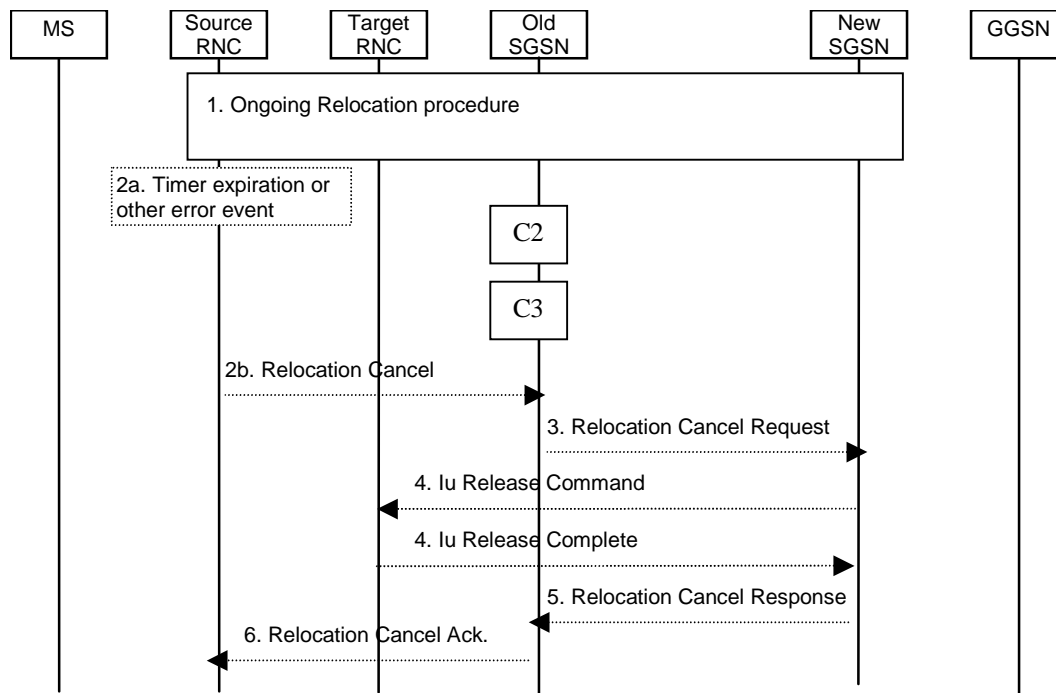 MS
Source
RNC
Target
RNC
Old
SGSN
New
SGSN
GGSN
1. Ongoing Relocation procedure
2a. Timer expiration or
other error event
C2
C3
2b. Relocation Cancel
3. Relocation Cancel Request
4. Iu Release Command
4. Iu Release Complete
5. Relocation Cancel Response
6. Relocation Cancel Ack.